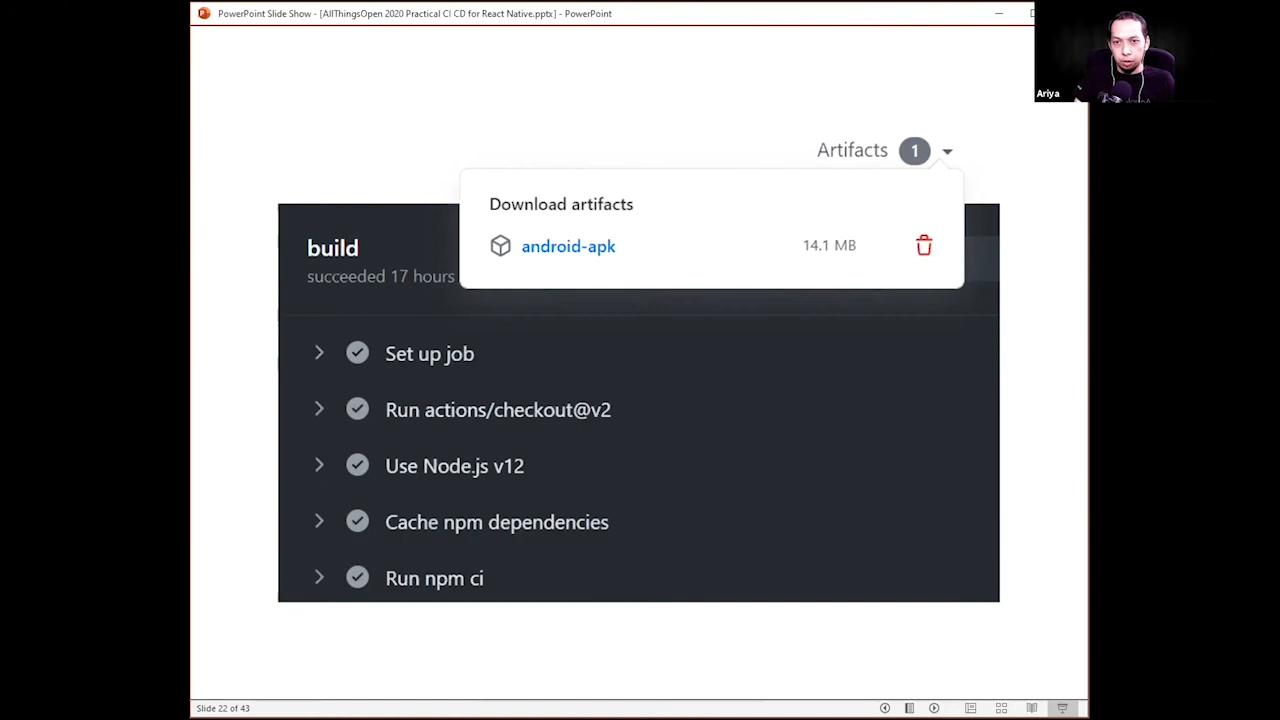 PowerPoint Slide Show - [AllThingsOpen 2020 Practical CI CD for React Native.pptx] - PowerPoint
Ariya
Artifacts 1
Download artifacts
android-apk 14.1 MB
build
succeeded 17 hours
Set up job
Run actions/checkout@v2
Use Node.js v12
Cache npm dependencies
Run npm ci
Slide 22 of 43